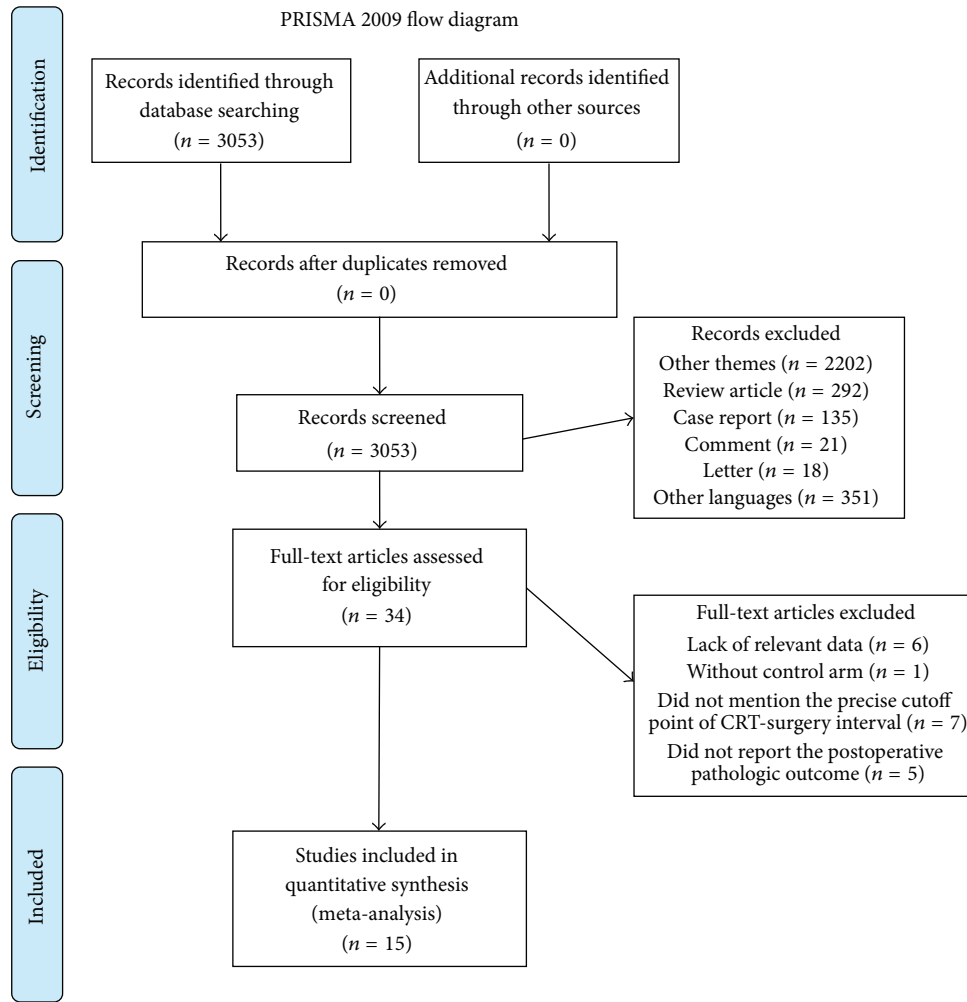 PRISMA 2009 flow diagram
Identification
Records identified through
database searching
(n = 3053)
Additional records identified
through other sources
(n = 0)
Records after duplicates removed
(n = 0)
Screening
Records screened
(n = 3053)
Records excluded
Other themes (n = 2202)
Review article (n = 292)
Case report (n = 135)
Comment (n = 21)
Letter (n = 18)
Other languages (n = 351)
Eligibility
Full-text articles assessed
for eligibility
(n = 34)
Full-text articles excluded
Lack of relevant data (n = 6)
Without control arm (n = 1)
Did not mention the precise cutoff
point of CRT-surgery interval (n = 7)
Did not report the postoperative
pathologic outcome (n = 5)
Included
Studies included in
quantitative synthesis
(meta-analysis)
(n = 15)